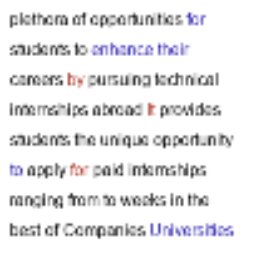 plethora of opportunities for
students to enhance their
careers by pursuing technical
internships abroad It provides
students the unique opportunity
to apply for paid internships
ranging from to weeks in the
best of Companies Universities